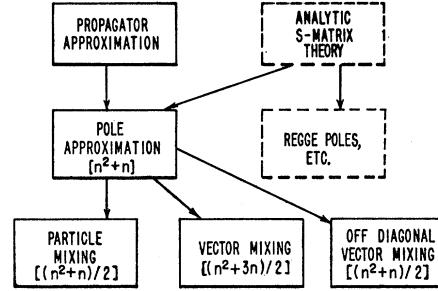 PROPAGATOR
APPROXIMATION
ANALYTIC
S-MATRIX
THEORY
POLE
APPROXIMATION
[n²+n]
REGGE POLES,
ETC.
PARTICLE
MIXING
[(n²+n)/2]
VECTOR MIXING
[(n²+3n)/2]
OFF DIAGONAL
VECTOR MIXING
[(n²+n)/2]